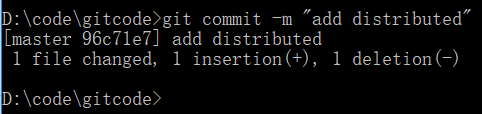 D:\code\gitcode>git commit -m "add distributed"
[master 96c71e7] add distributed
 1 file changed, 1 insertion(+), 1 deletion(-)
D:\code\gitcode>